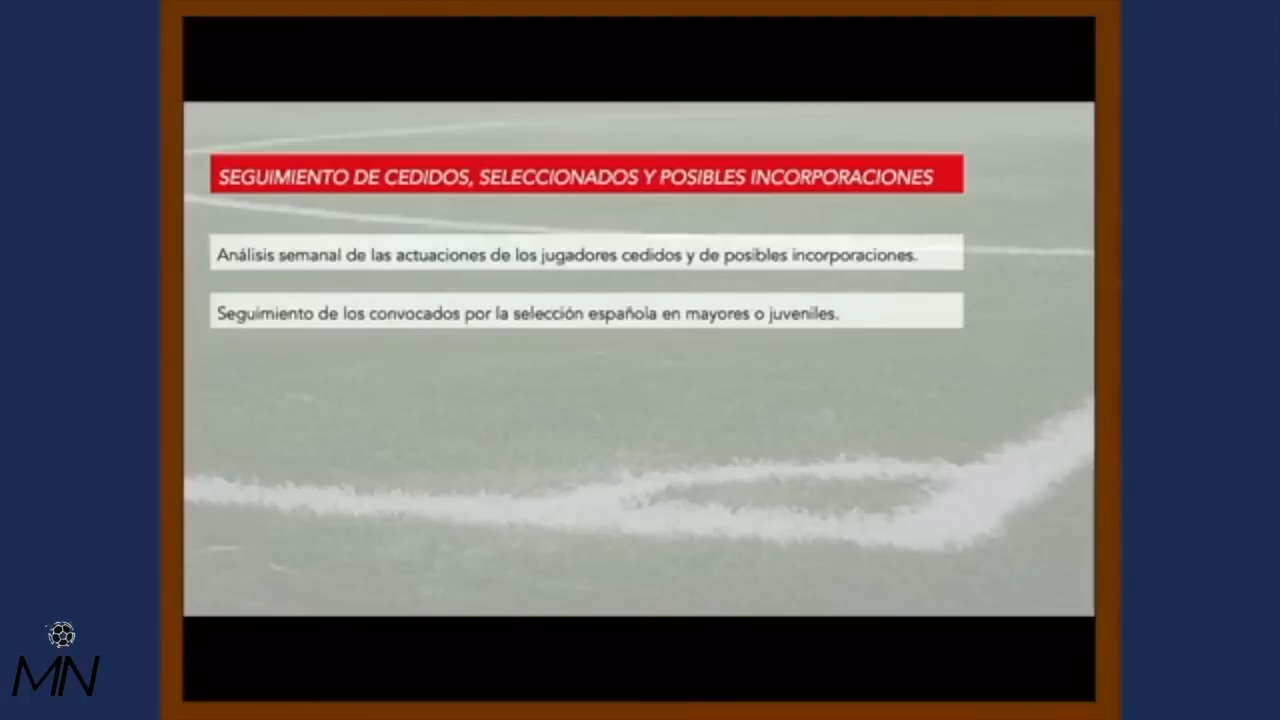 SEGUIMIENTO DE CEDIDOS, SELECCIONADOS Y POSIBLES INCORPORACIONES
Análisis semanal de las actuaciones de los jugadores cedidos y de posibles incorporaciones.
Seguimiento de los convocados por la selección española en mayores o juveniles.
MN